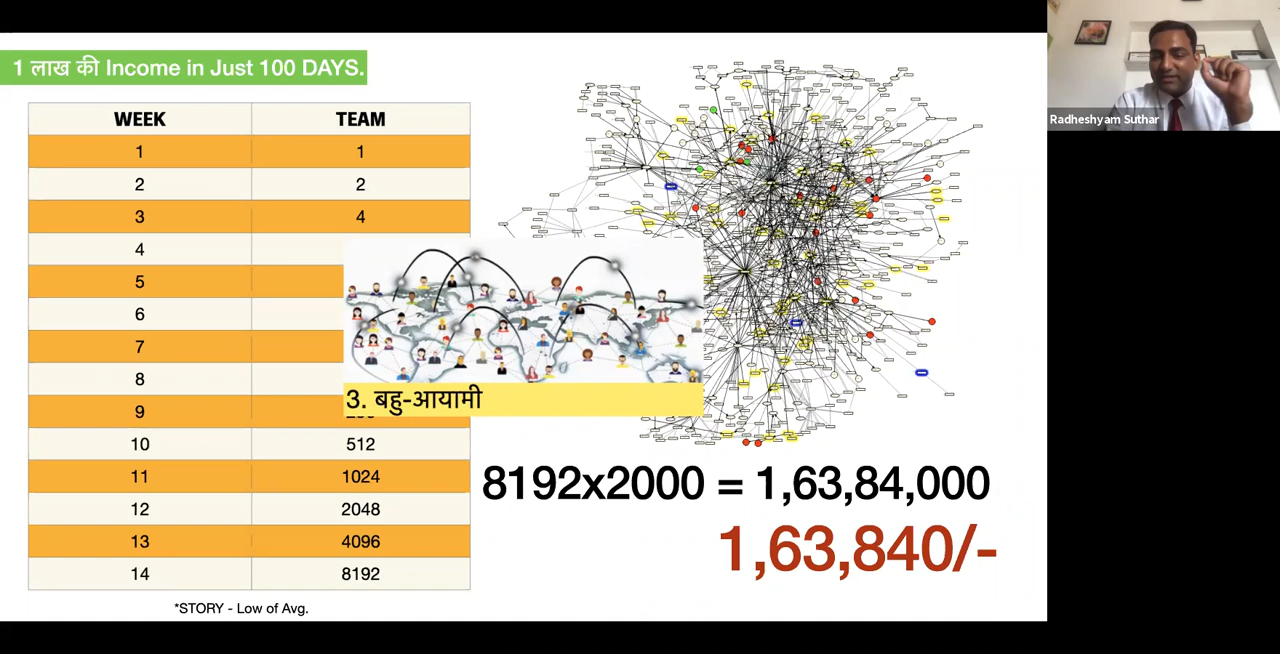 1 लाख की Income in Just 100 DAYS.
WEEK TEAM
1 1
2 2
3 4
4
5
6
7
8
9
10 512
11 1024
12 2048
13 4096
14 8192
*STORY - Low of Avg.
3. बहु-आयामी
8192x2000 = 1,63,84,000
1,63,840/-
Radheshyam Suthar